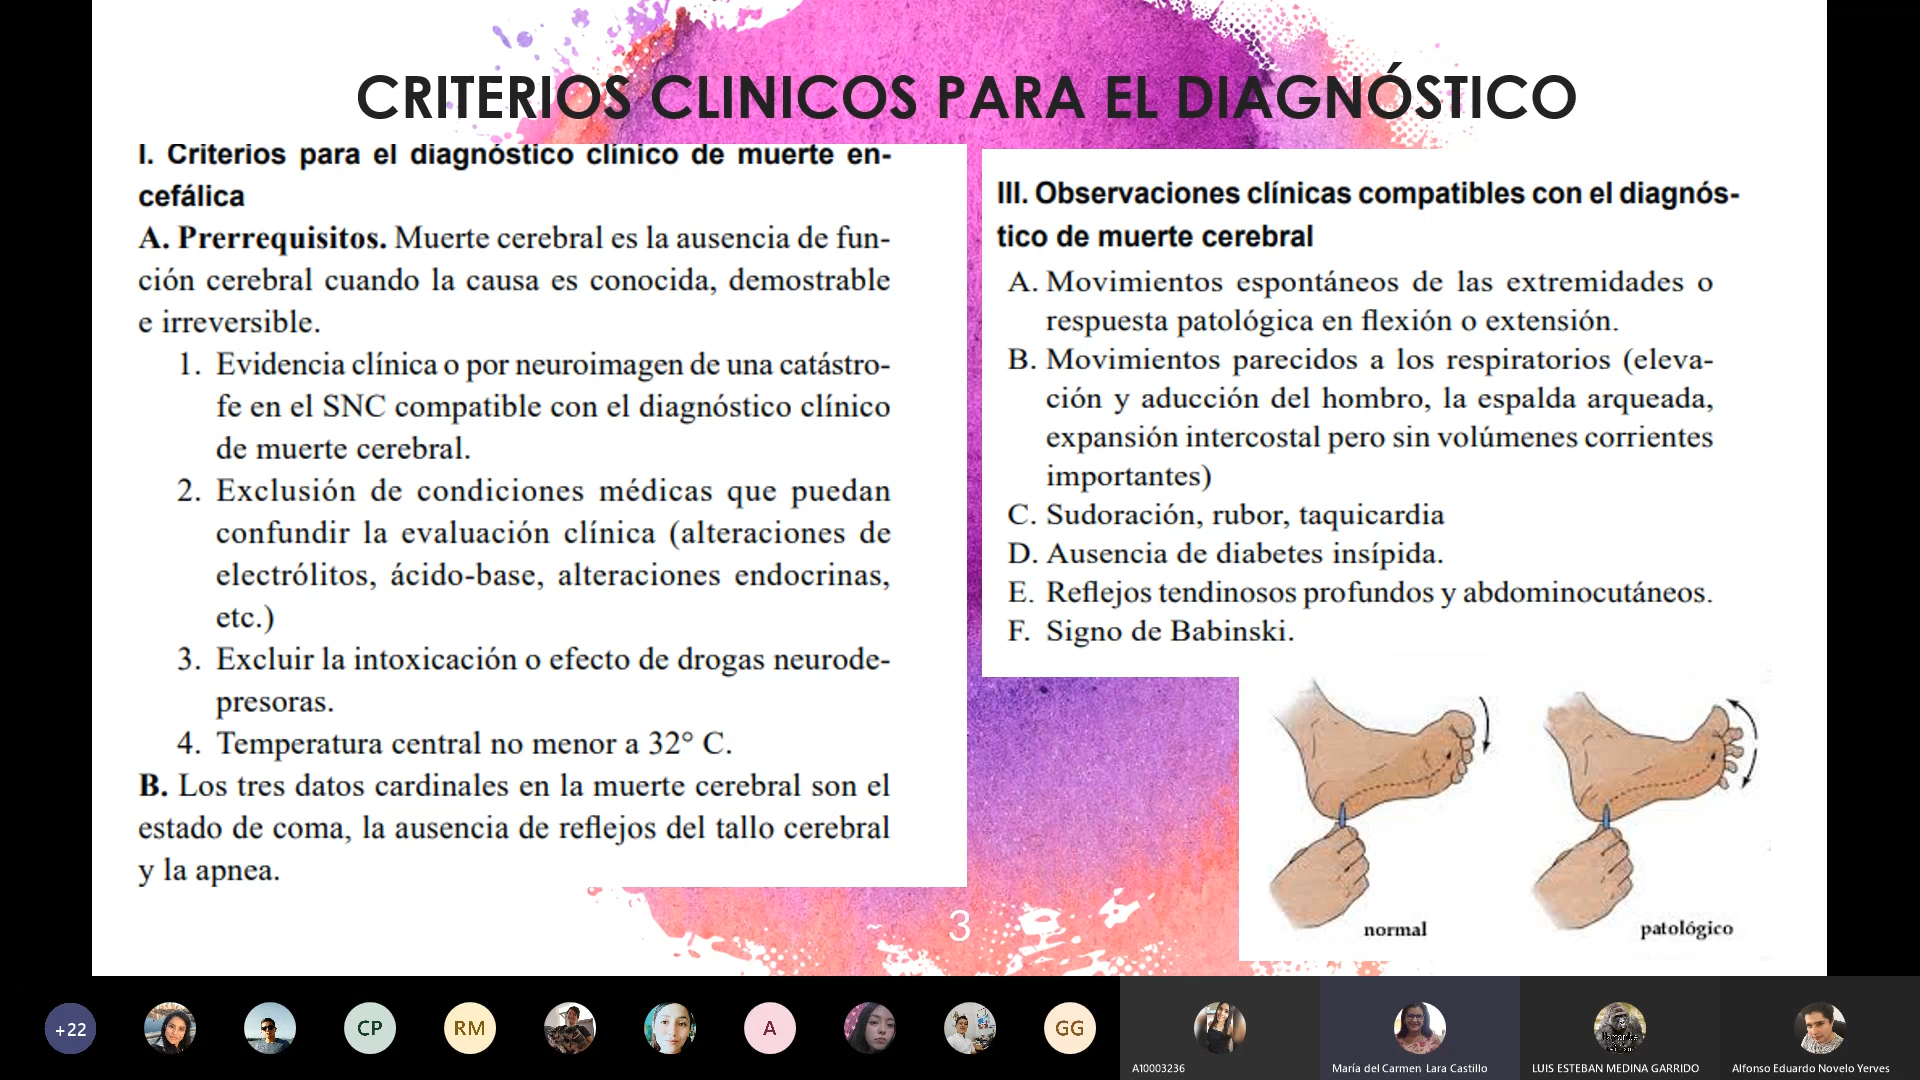 CRITERIOS CLINICOS PARA EL DIAGNÓSTICO
I. Criterios para el diagnóstico clínico de muerte en-
cefálica
A. Prerrequisitos. Muerte cerebral es la ausencia de fun-
ción cerebral cuando la causa es conocida, demostrable
e irreversible.
1. Evidencia clínica o por neuroimagen de una catástro-
fe en el SNC compatible con el diagnóstico clínico
de muerte cerebral.
2. Exclusión de condiciones médicas que puedan
confundir la evaluación clínica (alteraciones de
electrólitos, ácido-base, alteraciones endocrinas,
etc.)
3. Excluir la intoxicación o efecto de drogas neurode-
presoras.
4. Temperatura central no menor a 32° C.
B. Los tres datos cardinales en la muerte cerebral son el
estado de coma, la ausencia de reflejos del tallo cerebral
y la apnea.
III. Observaciones clínicas compatibles con el diagnós-
tico de muerte cerebral
A. Movimientos espontáneos de las extremidades o
respuesta patológica en flexión o extensión.
B. Movimientos parecidos a los respiratorios (eleva-
ción y aducción del hombro, la espalda arqueada,
expansión intercostal pero sin volúmenes corrientes
importantes)
C. Sudoración, rubor, taquicardia
D. Ausencia de diabetes insípida.
E. Reflejos tendinosos profundos y abdominocutáneos.
F. Signo de Babinski.
normal
patológico
3
+22
CP
RM
A
GG
A10003236
María del Carmen Lara Castillo
LUIS ESTEBAN MEDINA GARRIDO
Alfonso Eduardo Novelo Yerves